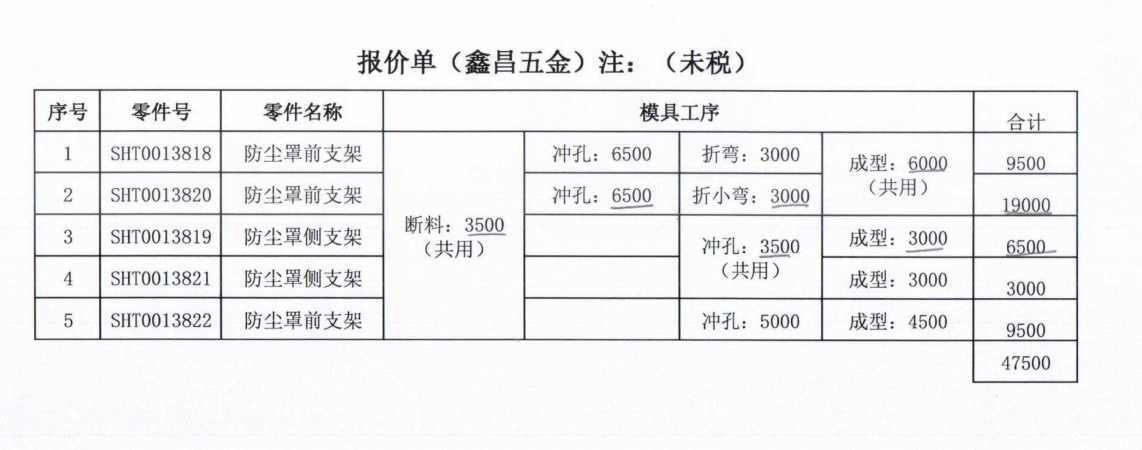 报价单（鑫昌五金）注：（未税）
序号 零件号 零件名称 模具工序 合计
1 SHT0013818 防尘罩前支架 断料：3500（共用） 冲孔：6500 折弯：3000 成型：6000（共用） 9500
2 SHT0013820 防尘罩前支架 冲孔：6500 折小弯：3000 19000
3 SHT0013819 防尘罩侧支架 冲孔：3500（共用） 成型：3000 6500
4 SHT0013821 防尘罩侧支架 成型：3000 3000
5 SHT0013822 防尘罩前支架 冲孔：5000 成型：4500 9500
47500